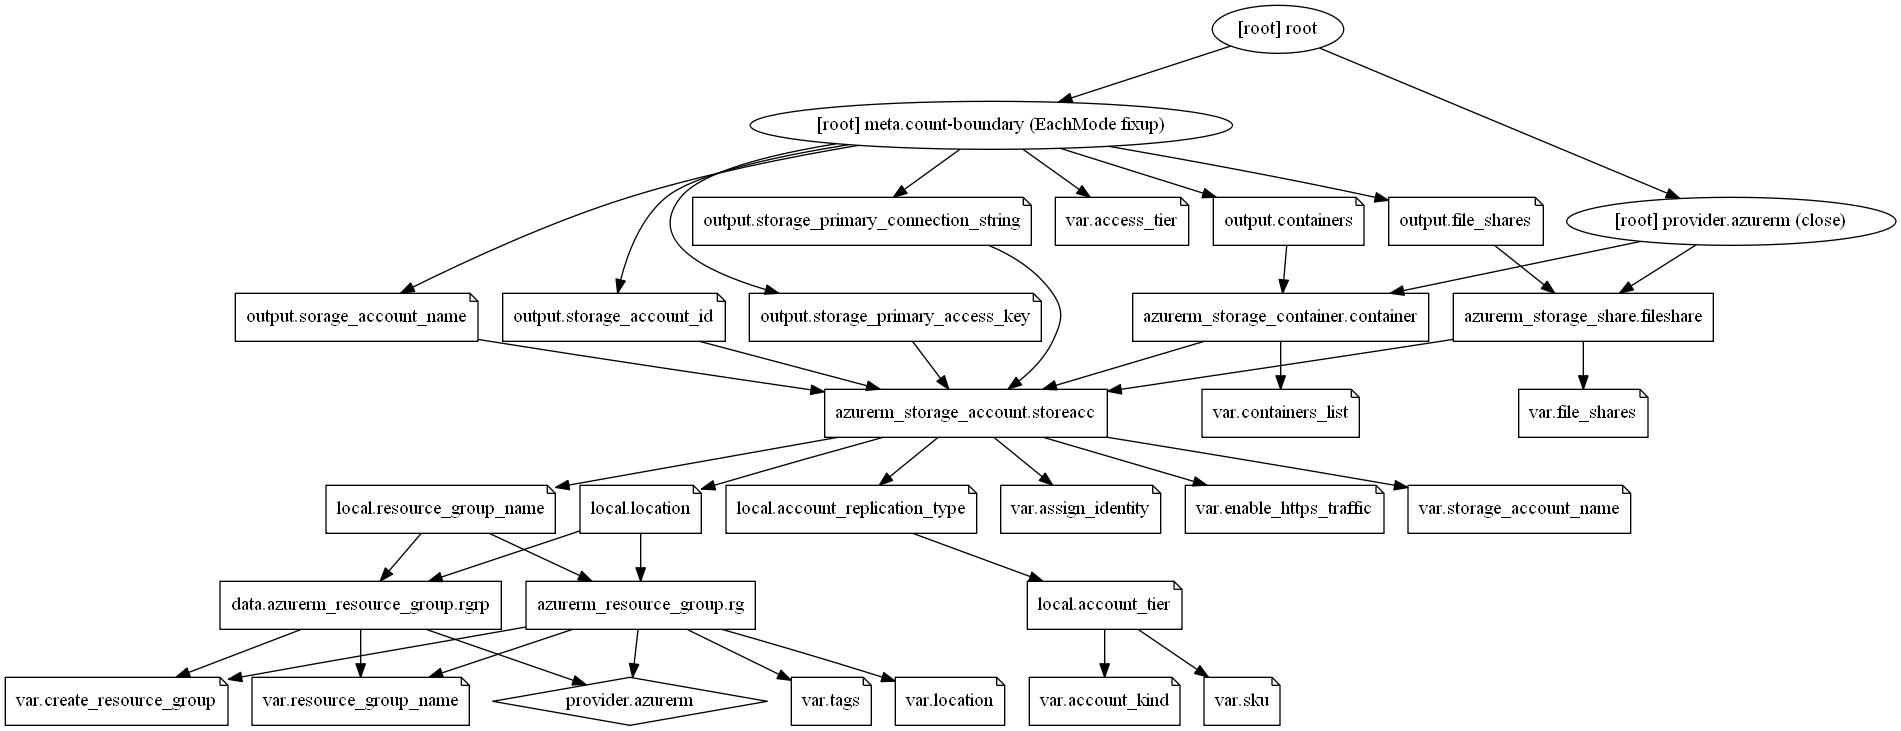 [root] root
[root] meta.count-boundary (EachMode fixup)
output.storage_primary_connection_string
var.access_tier
output.containers
output.file_shares
[root] provider.azurerm (close)
output.sorage_account_name
output.storage_account_id
output.storage_primary_access_key
azurerm_storage_container.container
azurerm_storage_share.fileshare
azurerm_storage_account.storeacc
var.containers_list
var.file_shares
local.resource_group_name
local.location
local.account_replication_type
var.assign_identity
var.enable_https_traffic
var.storage_account_name
data.azurerm_resource_group.rgrp
azurerm_resource_group.rg
local.account_tier
var.create_resource_group
var.resource_group_name
provider.azurerm
var.tags
var.location
var.account_kind
var.sku